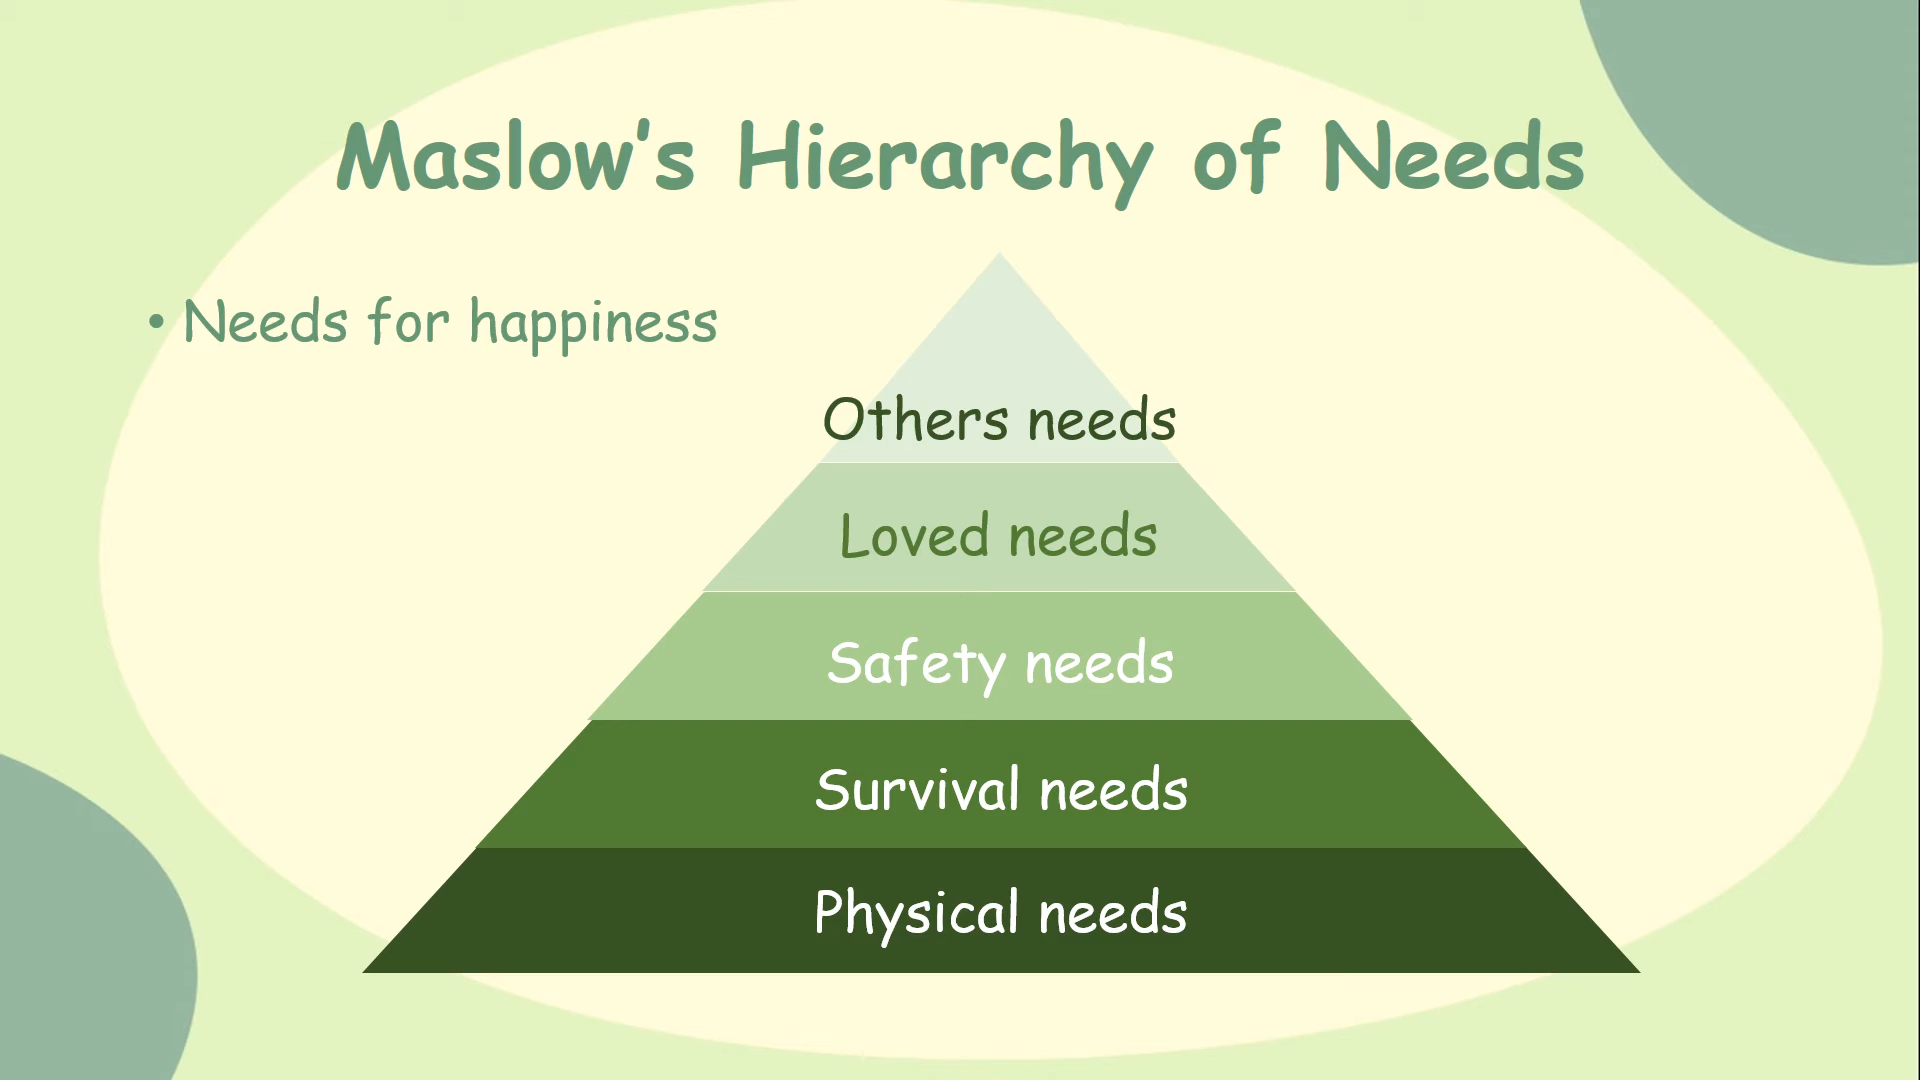 Maslow's Hierarchy of Needs
• Needs for happiness
Others needs
Loved needs
Safety needs
Survival needs
Physical needs